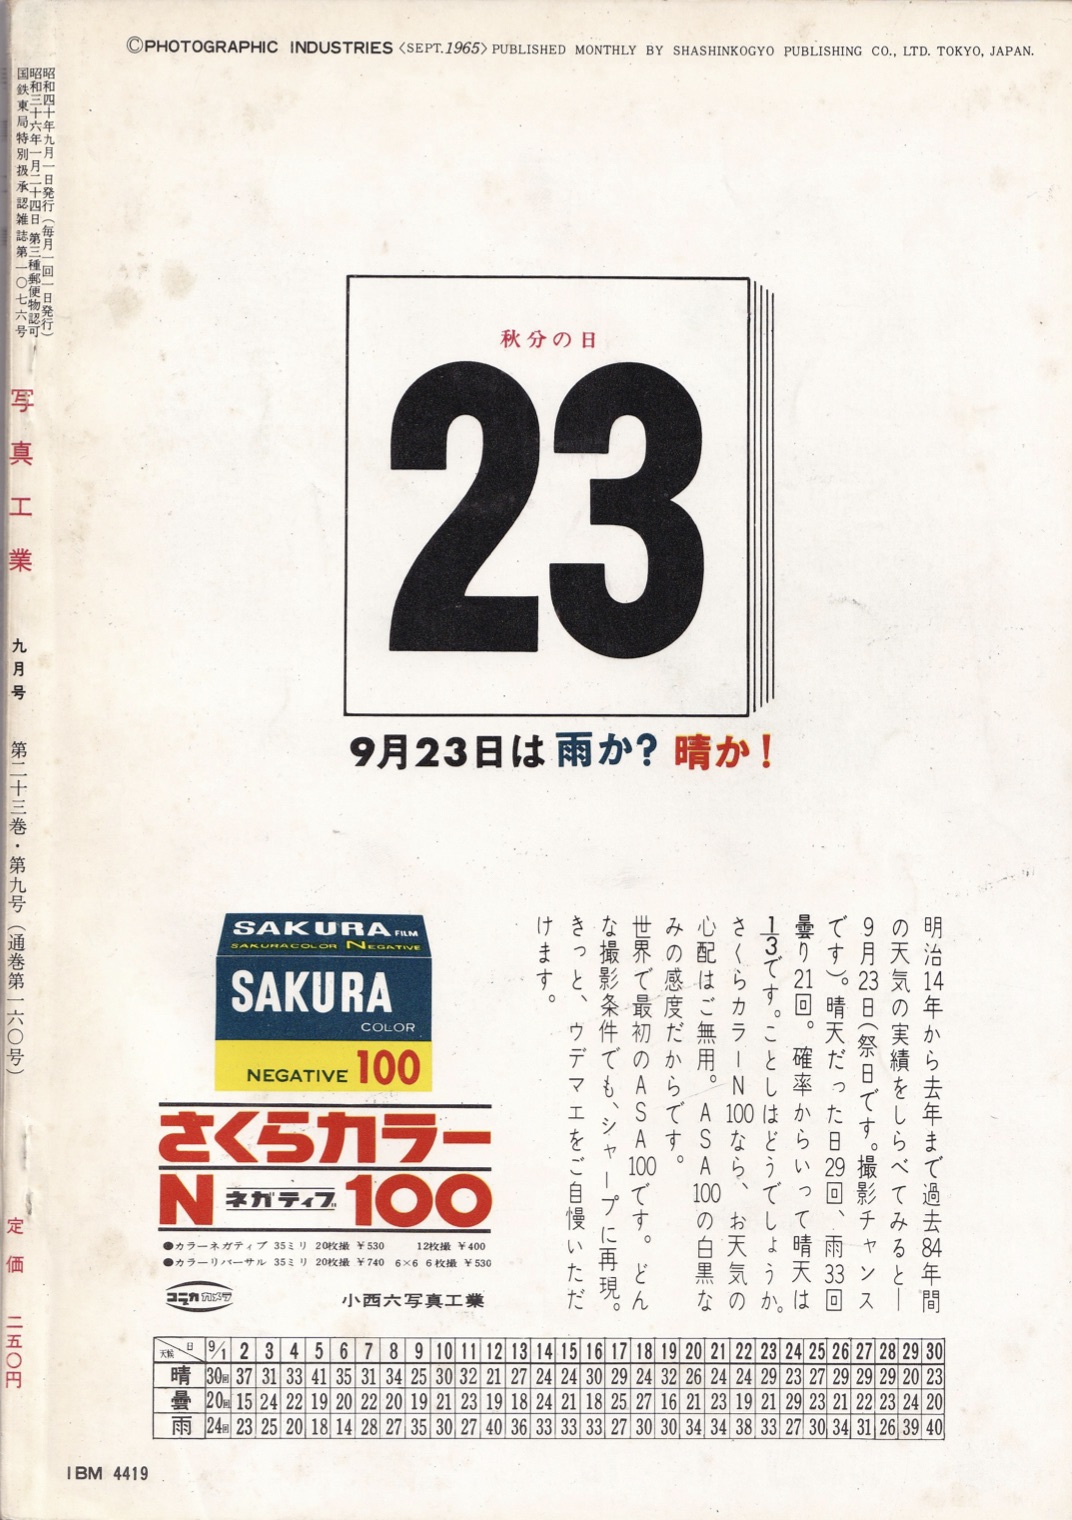 ©PHOTOGRAPHIC INDUSTRIES〈SEPT.1965〉PUBLISHED MONTHLY BY SHASHINKOGYO PUBLISHING CO., LTD. TOKYO, JAPAN.
昭和四十年九月一日発行(毎月一回一日発行)
昭和三十六年一月二十四日 第三種郵便物認可
国鉄東局特別扱承認雑誌第一〇七六号
写真工業
九月号
第二十三巻・第九号(通巻第一六〇号)
定価 二五〇円
秋分の日
23
9月23日は雨か?晴か!
明治14年から去年まで過去84年間
の天気の実績をしらべてみると—
9月23日(祭日です。撮影チャンス
です)。晴天だった日29回、雨33回
曇り21回。確率からいって晴天は
1/3です。ことしはどうでしょうか。
さくらカラーN100なら、お天気の
心配はご無用。ASA100の白黒な
みの感度だからです。
世界で最初のASA100です。どん
な撮影条件でも、シャープに再現。
きっと、ウデマエをご自慢いただ
けます。
SAKURA FILM
SAKURACOLOR NEGATIVE
SAKURA
COLOR
NEGATIVE 100
さくらカラー
N ネガティブ 100
●カラーネガティブ 35ミリ 20枚撮 ¥530 12枚撮 ¥400
●カラーリバーサル 35ミリ 20枚撮 ¥740 6×6 6枚撮 ¥530
コニカカメラ
小西六写真工業
天候 日 9/1 2 3 4 5 6 7 8 9 10 11 12 13 14 15 16 17 18 19 20 21 22 23 24 25 26 27 28 29 30
晴 30回 37 31 33 41 35 31 34 25 30 32 21 27 24 24 30 29 24 32 26 24 24 29 23 27 29 29 29 20 23
曇 20回 15 24 22 19 20 22 20 19 21 23 19 18 24 21 18 25 27 16 21 23 19 21 29 23 21 22 23 24 20
雨 24回 23 25 20 18 14 28 27 35 30 27 40 36 33 33 33 27 30 30 34 34 38 33 27 30 34 31 26 39 40
IBM 4419